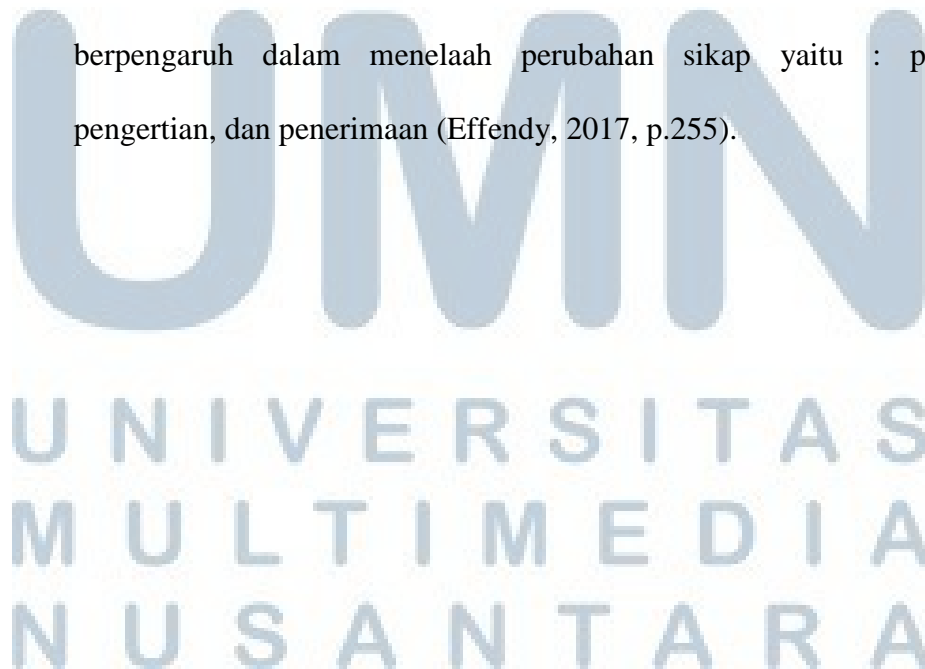 berpengaruh dalam menelaah perubahan sikap yaitu : p
pengertian, dan penerimaan (Effendy, 2017, p.255).
UMN
UNIVERSITAS
MULTIMEDIA
NUSANTARA